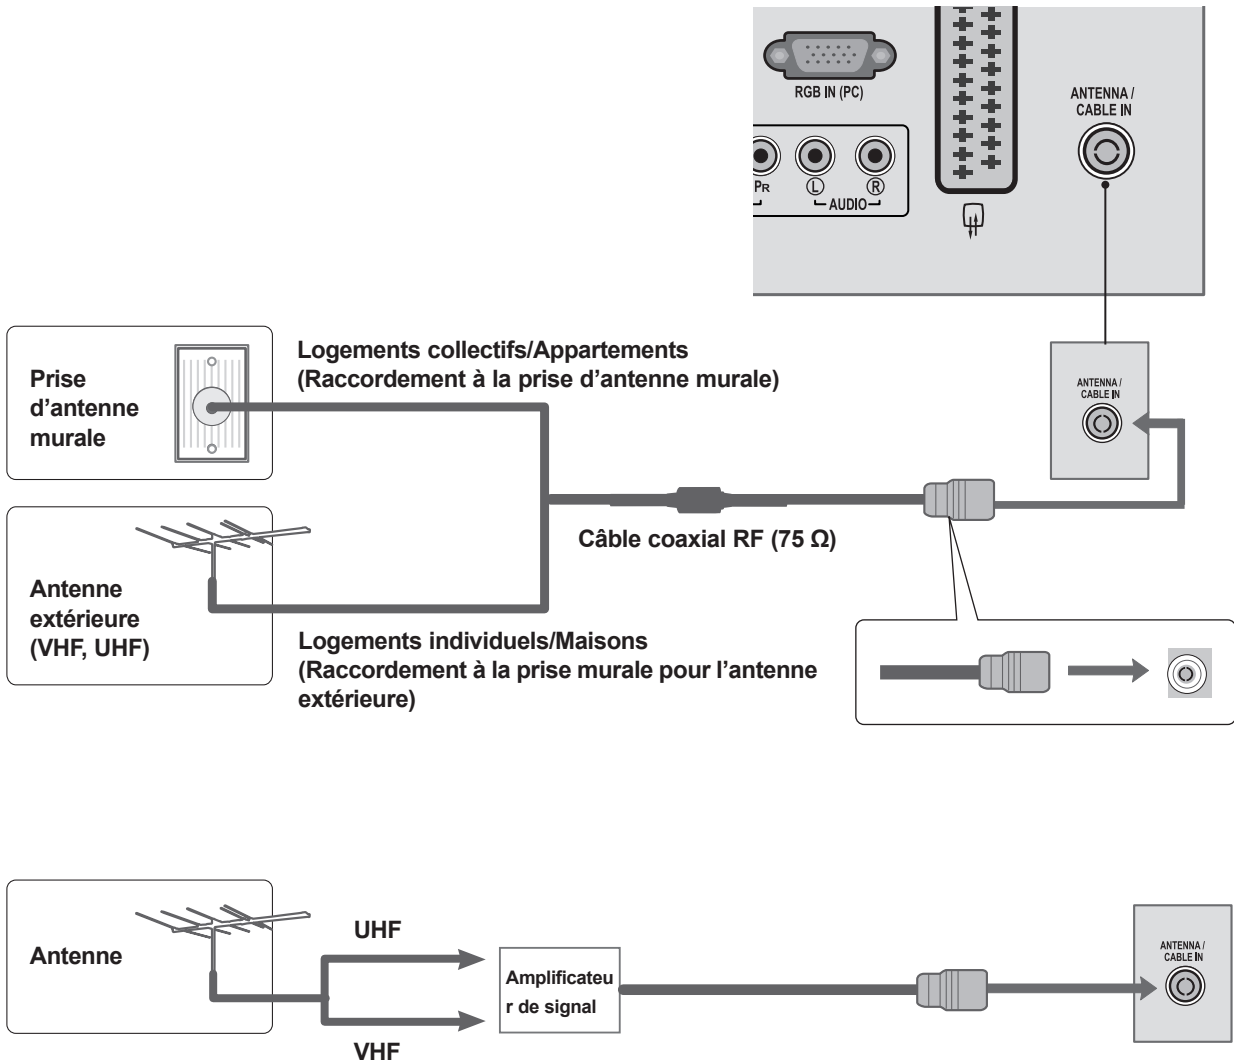 RGB IN (PC)
ANTENNA /
CABLE IN
PR
L
R
AUDIO
Logements collectifs/Appartements
(Raccordement à la prise d’antenne murale)
Prise
d’antenne
murale
ANTENNA /
CABLE IN
Câble coaxial RF (75 Ω)
Antenne
extérieure
(VHF, UHF)
Logements individuels/Maisons
(Raccordement à la prise murale pour l’antenne
extérieure)
Antenne
UHF
VHF
Amplificateu
r de signal
ANTENNA /
CABLE IN